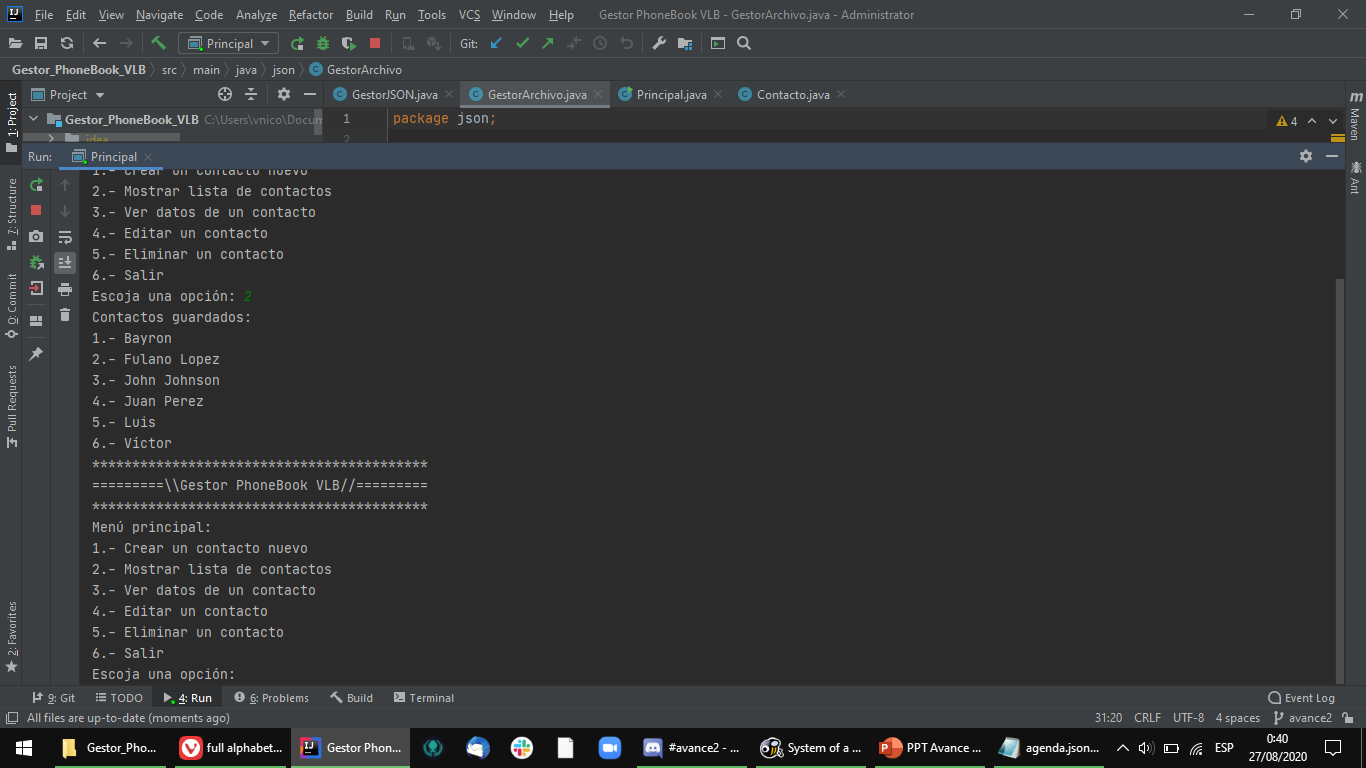 File Edit View Navigate Code Analyze Refactor Build Run Tools VCS Window Help Gestor PhoneBook VLB - GestorArchivo.java - Administrator
Principal Git:
Gestor_PhoneBook_VLB src main java json GestorArchivo
Project GestorJSON.java GestorArchivo.java Principal.java Contacto.java
Gestor_PhoneBook_VLB C:\Users\vnico\Docum 1 package json; 4
.idea 2
Run: Principal
1.- Crear un contacto nuevo
2.- Mostrar lista de contactos
3.- Ver datos de un contacto
4.- Editar un contacto
5.- Eliminar un contacto
6.- Salir
Escoja una opción: 2
Contactos guardados:
1.- Bayron
2.- Fulano Lopez
3.- John Johnson
4.- Juan Perez
5.- Luis
6.- Victor
******************************************
=========\\Gestor PhoneBook VLB//=========
******************************************
Menú principal:
1.- Crear un contacto nuevo
2.- Mostrar lista de contactos
3.- Ver datos de un contacto
4.- Editar un contacto
5.- Eliminar un contacto
6.- Salir
Escoja una opción:
1: Project
7: Structure
0: Commit
Pull Requests
2: Favorites
Maven
Ant
9: Git TODO 4: Run 6: Problems Build Terminal Event Log
All files are up-to-date (moments ago) 31:20 CRLF UTF-8 4 spaces avance2
Gestor_Pho... full alphabet... Gestor Phon... #avance2 - ... System of a ... PPT Avance ... agenda.json... ESP 0:40
27/08/2020